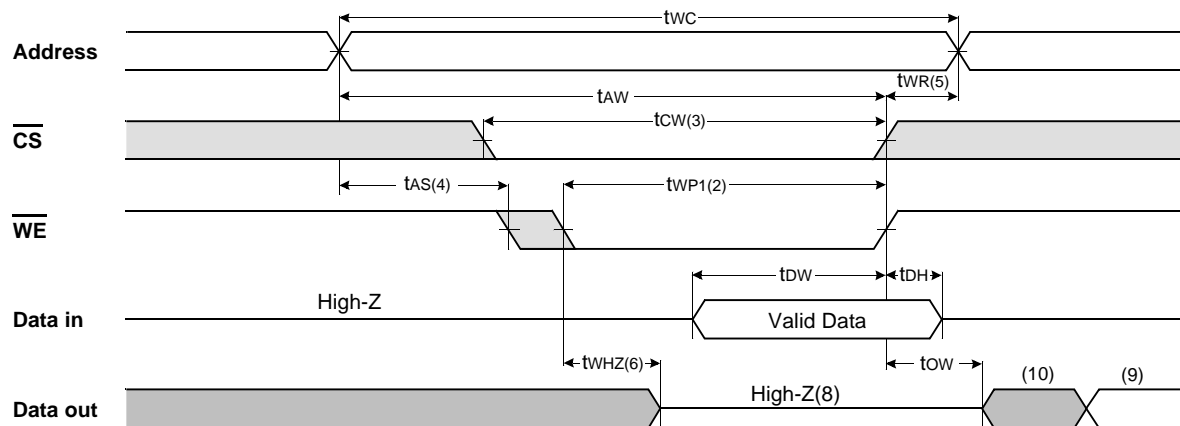 tWC
Address
tWR(5)
tAW
tCW(3)
CS
tAS(4)
tWP1(2)
WE
tDW
tDH
High-Z
Data in
Valid Data
tWHZ(6)
tOW
High-Z(8)
(10)
(9)
Data out